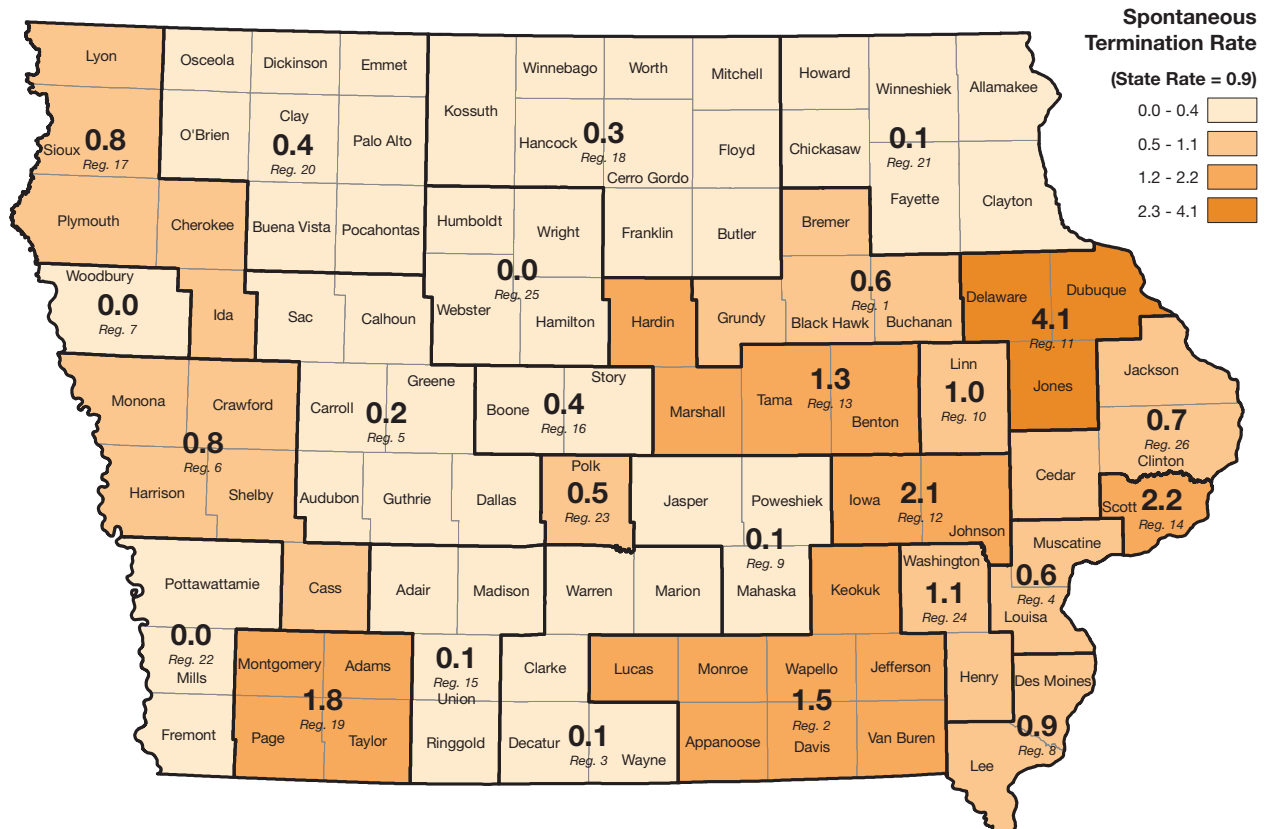 Spontaneous
Termination Rate
(State Rate = 0.9)
0.0 - 0.4
0.5 - 1.1
1.2 - 2.2
2.3 - 4.1
Lyon
Osceola
Dickinson
Emmet
Kossuth
Winnebago
Worth
Mitchell
Howard
Winneshiek
Allamakee
Sioux
0.8
Reg. 17
O'Brien
Clay
0.4
Reg. 20
Palo Alto
Hancock
0.3
Reg. 18
Cerro Gordo
Floyd
Chickasaw
0.1
Reg. 21
Fayette
Clayton
Plymouth
Cherokee
Buena Vista
Pocahontas
Humboldt
Wright
Franklin
Butler
Bremer
Woodbury
0.0
Reg. 7
Ida
Sac
Calhoun
0.0
Reg. 25
Webster
Hamilton
Hardin
Grundy
0.6
Reg. 1
Black Hawk
Buchanan
Delaware
Dubuque
4.1
Reg. 11
Jones
Jackson
Monona
Crawford
0.8
Reg. 6
Harrison
Shelby
Carroll
Greene
0.2
Reg. 5
Boone
Story
0.4
Reg. 16
Marshall
Tama
1.3
Reg. 13
Benton
Linn
1.0
Reg. 10
0.7
Reg. 26
Clinton
Audubon
Guthrie
Dallas
Polk
0.5
Reg. 23
Jasper
Poweshiek
0.1
Reg. 9
Iowa
2.1
Reg. 12
Johnson
Cedar
Scott
2.2
Reg. 14
Muscatine
0.6
Reg. 4
Louisa
Pottawattamie
0.0
Reg. 22
Mills
Cass
Adair
Madison
Warren
Marion
Mahaska
Keokuk
Washington
1.1
Reg. 24
Montgomery
Adams
1.8
Reg. 19
Page
Taylor
0.1
Reg. 15
Union
Clarke
Lucas
Monroe
Wapello
Jefferson
Henry
Des Moines
Fremont
Ringgold
Decatur
0.1
Reg. 3
Wayne
Appanoose
1.5
Reg. 2
Davis
Van Buren
0.9
Reg. 8
Lee